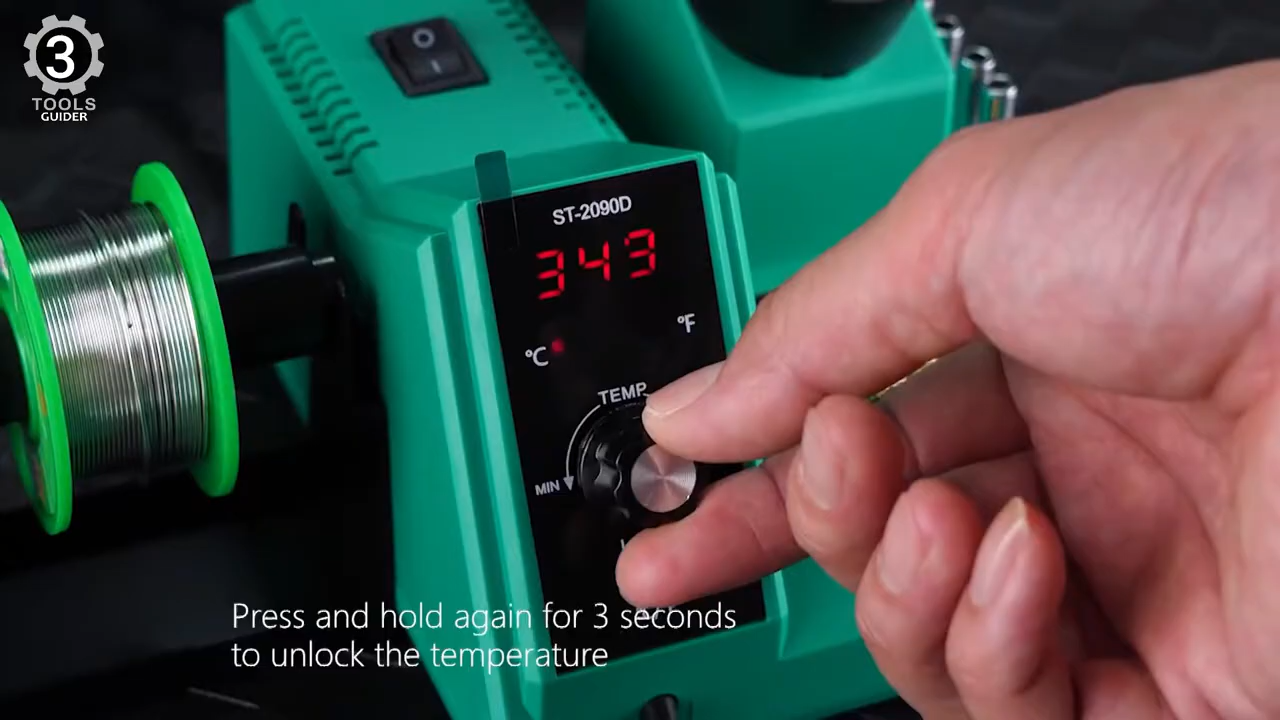 3
TOOLS
GUIDER
ST-2090D
343
°F
°C
TEMP
MIN
Press and hold again for 3 seconds
to unlock the temperature